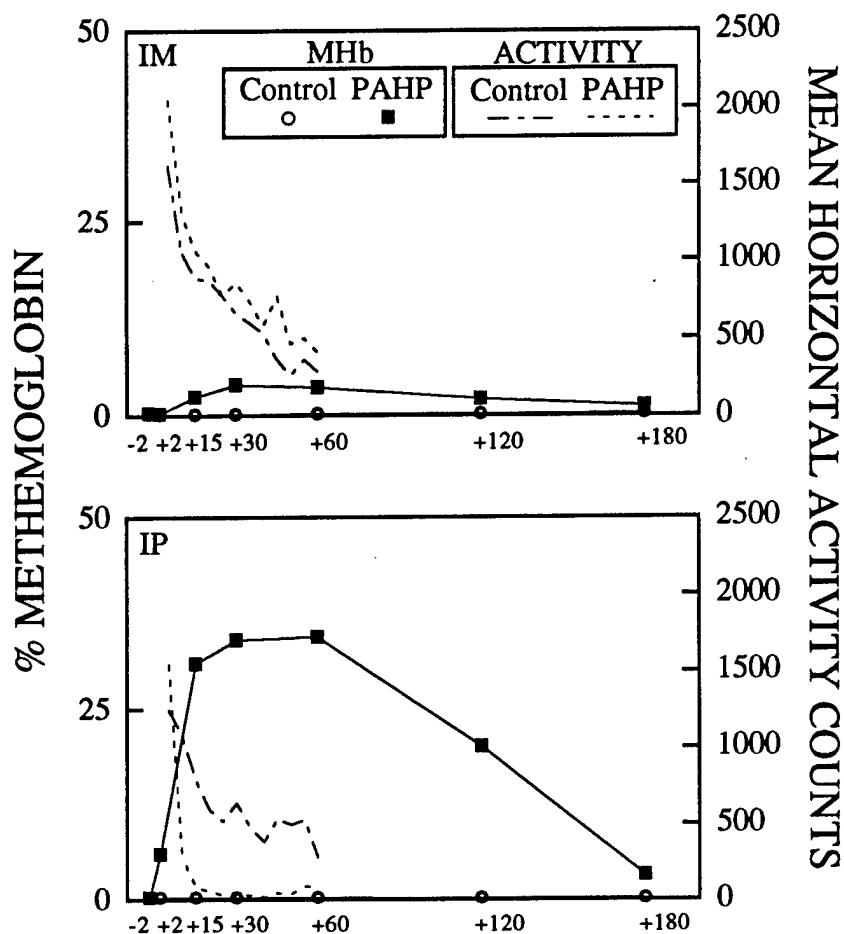 % METHEMOGLOBIN
MEAN HORIZONTAL ACTIVITY COUNTS
50
25
0
IM
MHb
ACTIVITY
Control PAHP
Control PAHP
2500
2000
1500
1000
500
0
-2 +2 +15 +30 +60 +120 +180
50
25
0
IP
2500
2000
1500
1000
500
0
-2 +2 +15 +30 +60 +120 +180